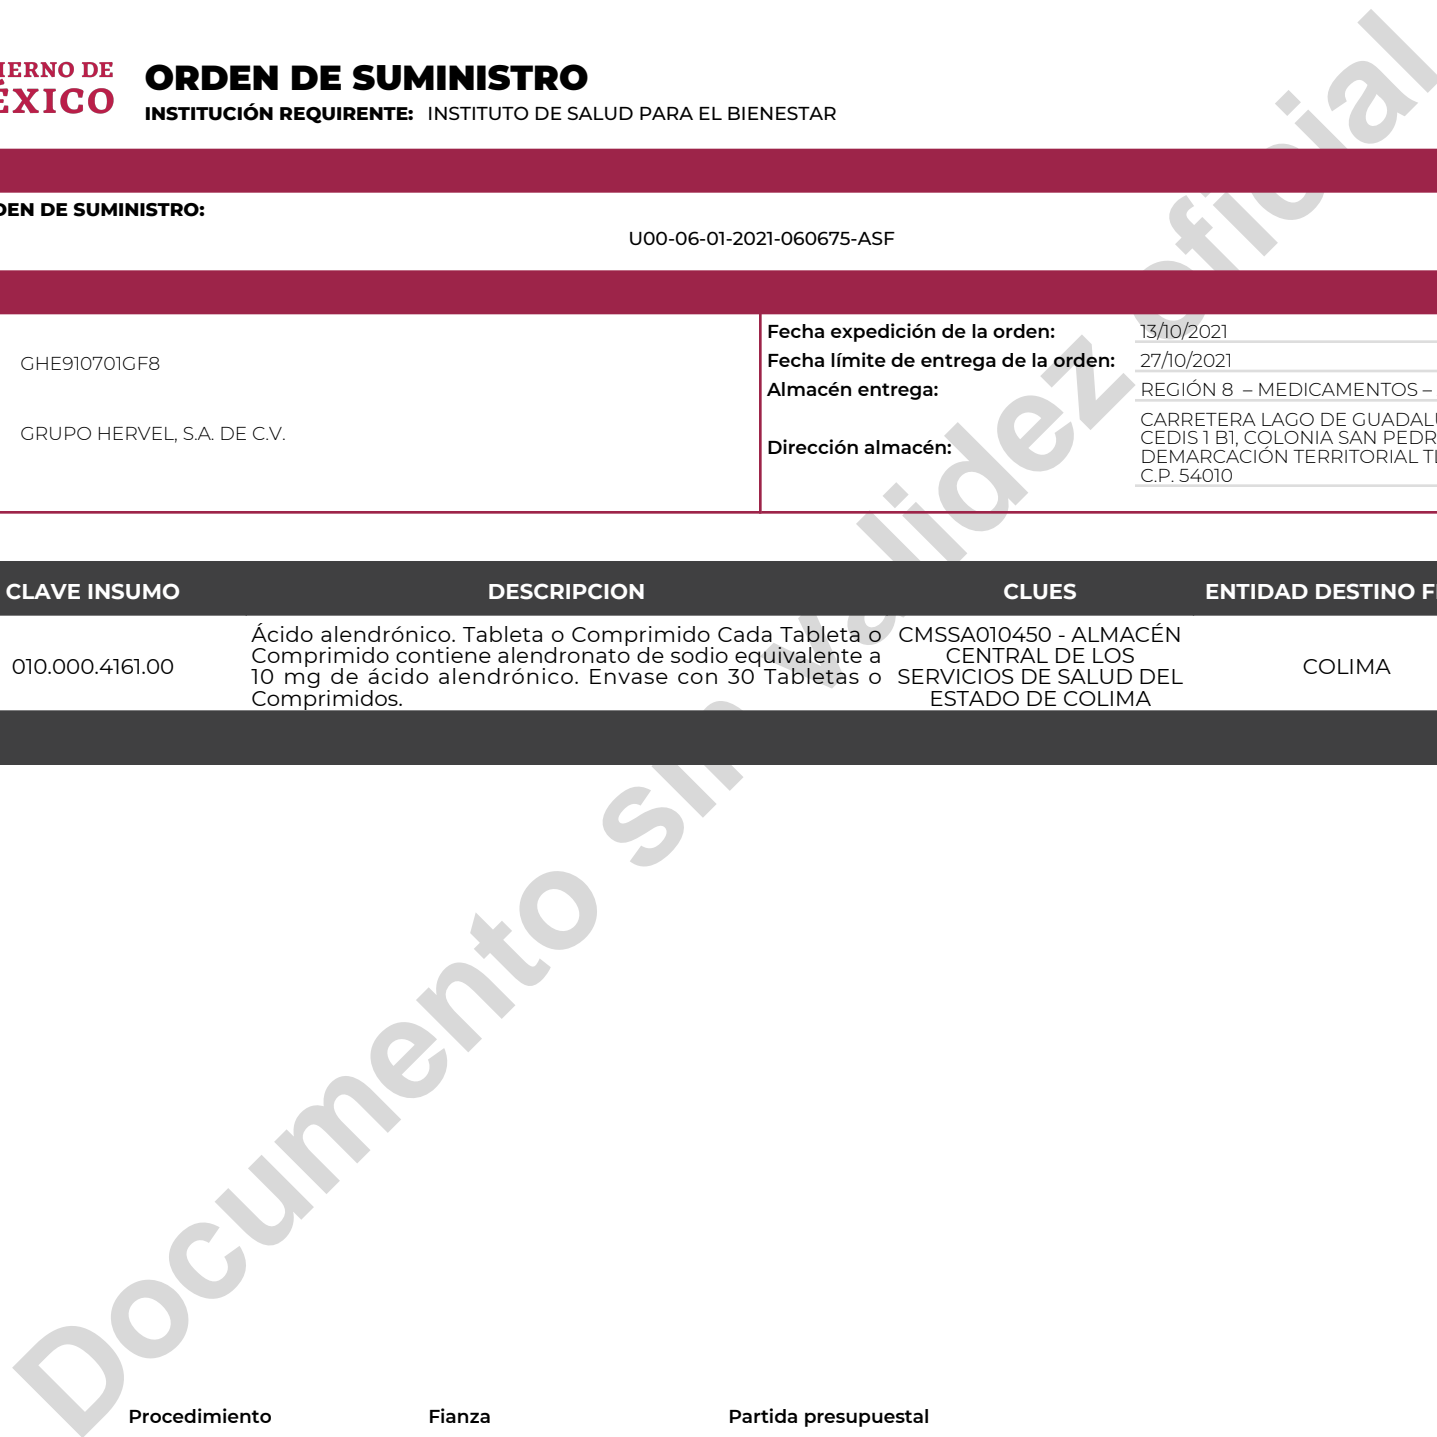 IERNO DE
ÉXICO
ORDEN DE SUMINISTRO
INSTITUCIÓN REQUIRENTE: INSTITUTO DE SALUD PARA EL BIENESTAR
DEN DE SUMINISTRO:
U00-06-01-2021-060675-ASF
GHE910701GF8
GRUPO HERVEL, S.A. DE C.V.
Fecha expedición de la orden: 13/10/2021
Fecha límite de entrega de la orden: 27/10/2021
Almacén entrega: REGIÓN 8 – MEDICAMENTOS –
Dirección almacén:
CARRETERA LAGO DE GUADALU
CEDIS 1 B1, COLONIA SAN PEDR
DEMARCACIÓN TERRITORIAL TL
C.P. 54010
CLAVE INSUMO DESCRIPCION CLUES ENTIDAD DESTINO FI
010.000.4161.00
Ácido alendrónico. Tableta o Comprimido Cada Tableta o
Comprimido contiene alendronato de sodio equivalente a
10 mg de ácido alendrónico. Envase con 30 Tabletas o
Comprimidos.
CMSSA010450 - ALMACÉN
CENTRAL DE LOS
SERVICIOS DE SALUD DEL
ESTADO DE COLIMA
COLIMA
Documento sin validez oficial
Procedimiento Fianza Partida presupuestal